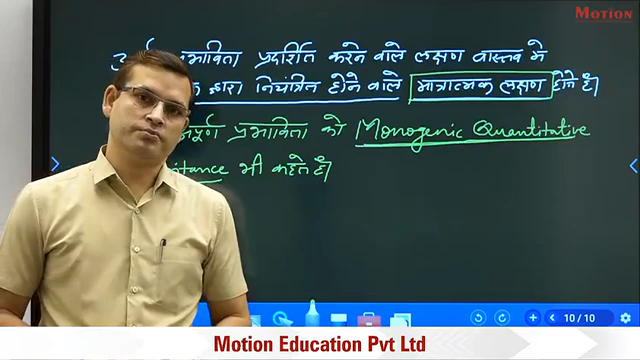 MOTION
प्रभाविता प्रदर्शित करने वाले लक्षण वास्तव में
द्वारा नियंत्रित होने वाले मात्रात्मक लक्षण होते हैं
प्रभाविता को Monogenic Quantitative
भी कहते हैं
10 / 10
Motion Education Pvt Ltd